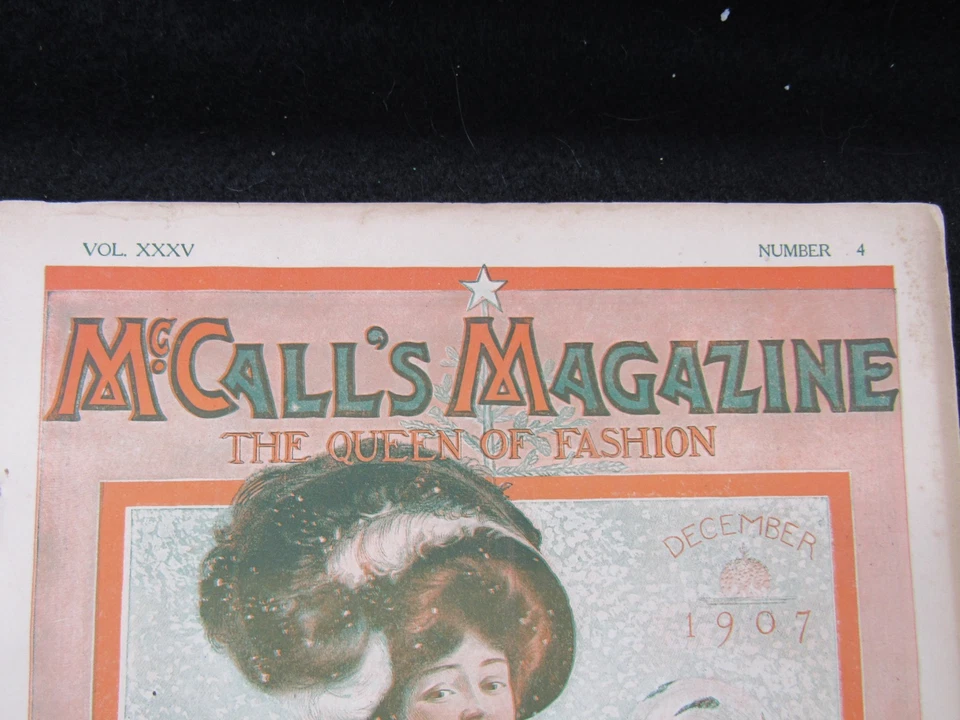 VOL. XXXV NUMBER 4
McCALL'S MAGAZINE
THE QUEEN OF FASHION
DECEMBER
1907